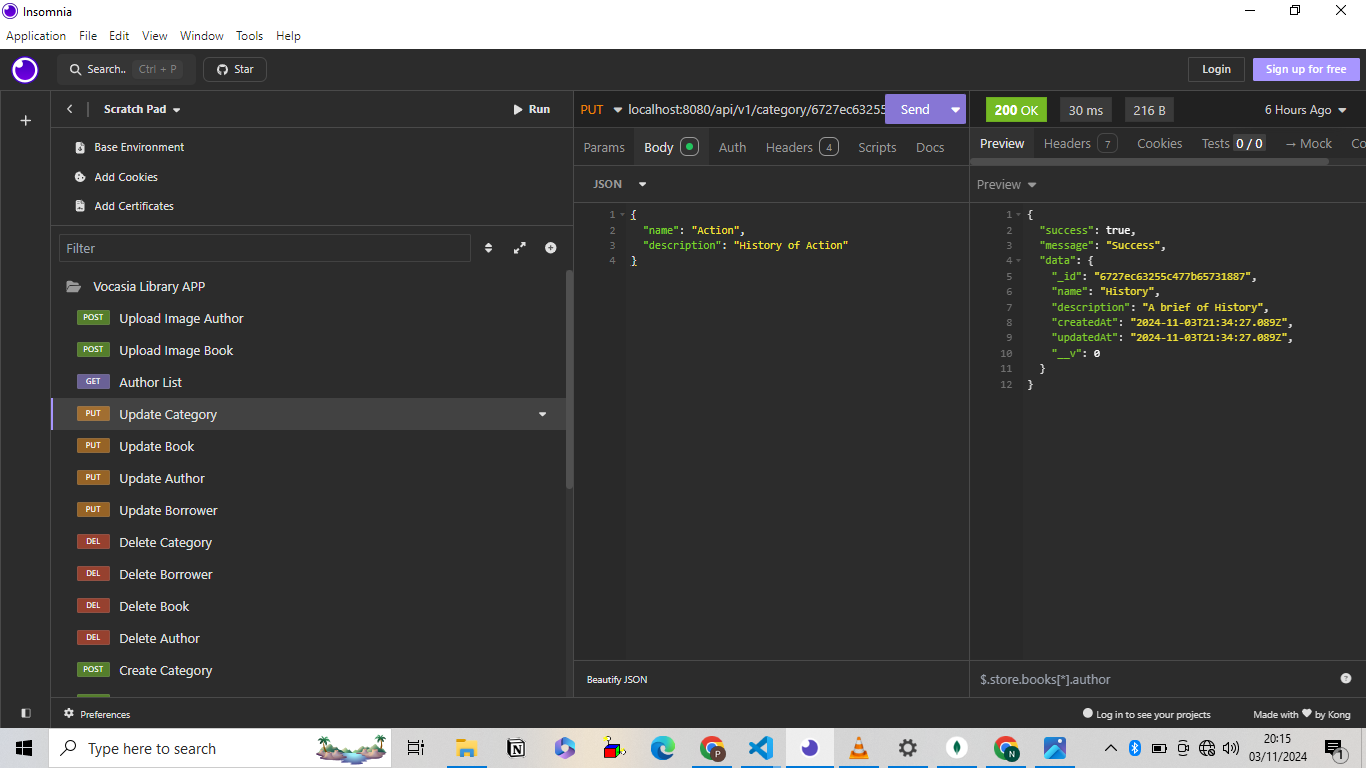 Insomnia
Application File Edit View Window Tools Help
Search.. Ctrl + P Star Login Sign up for free
Scratch Pad Run PUT localhost:8080/api/v1/category/6727ec63255 Send 200 OK 30 ms 216 B 6 Hours Ago
Params Body Auth Headers 4 Scripts Docs Preview Headers 7 Cookies Tests 0 / 0 → Mock Co
Base Environment
Add Cookies
Add Certificates
JSON
Preview
Filter
Vocasia Library APP
POST Upload Image Author
POST Upload Image Book
GET Author List
PUT Update Category
PUT Update Book
PUT Update Author
PUT Update Borrower
DEL Delete Category
DEL Delete Borrower
DEL Delete Book
DEL Delete Author
POST Create Category
1 {
2 "name": "Action",
3 "description": "History of Action"
4 }
Beautify JSON
1 {
2 "success": true,
3 "message": "Success",
4 "data": {
5 "_id": "6727ec63255c477b65731887",
6 "name": "History",
7 "description": "A brief of History",
8 "createdAt": "2024-11-03T21:34:27.089Z",
9 "updatedAt": "2024-11-03T21:34:27.089Z",
10 "__v": 0
11 }
12 }
$.store.books[*].author
Preferences Log in to see your projects Made with by Kong
Type here to search
P
N
20:15
03/11/2024
1